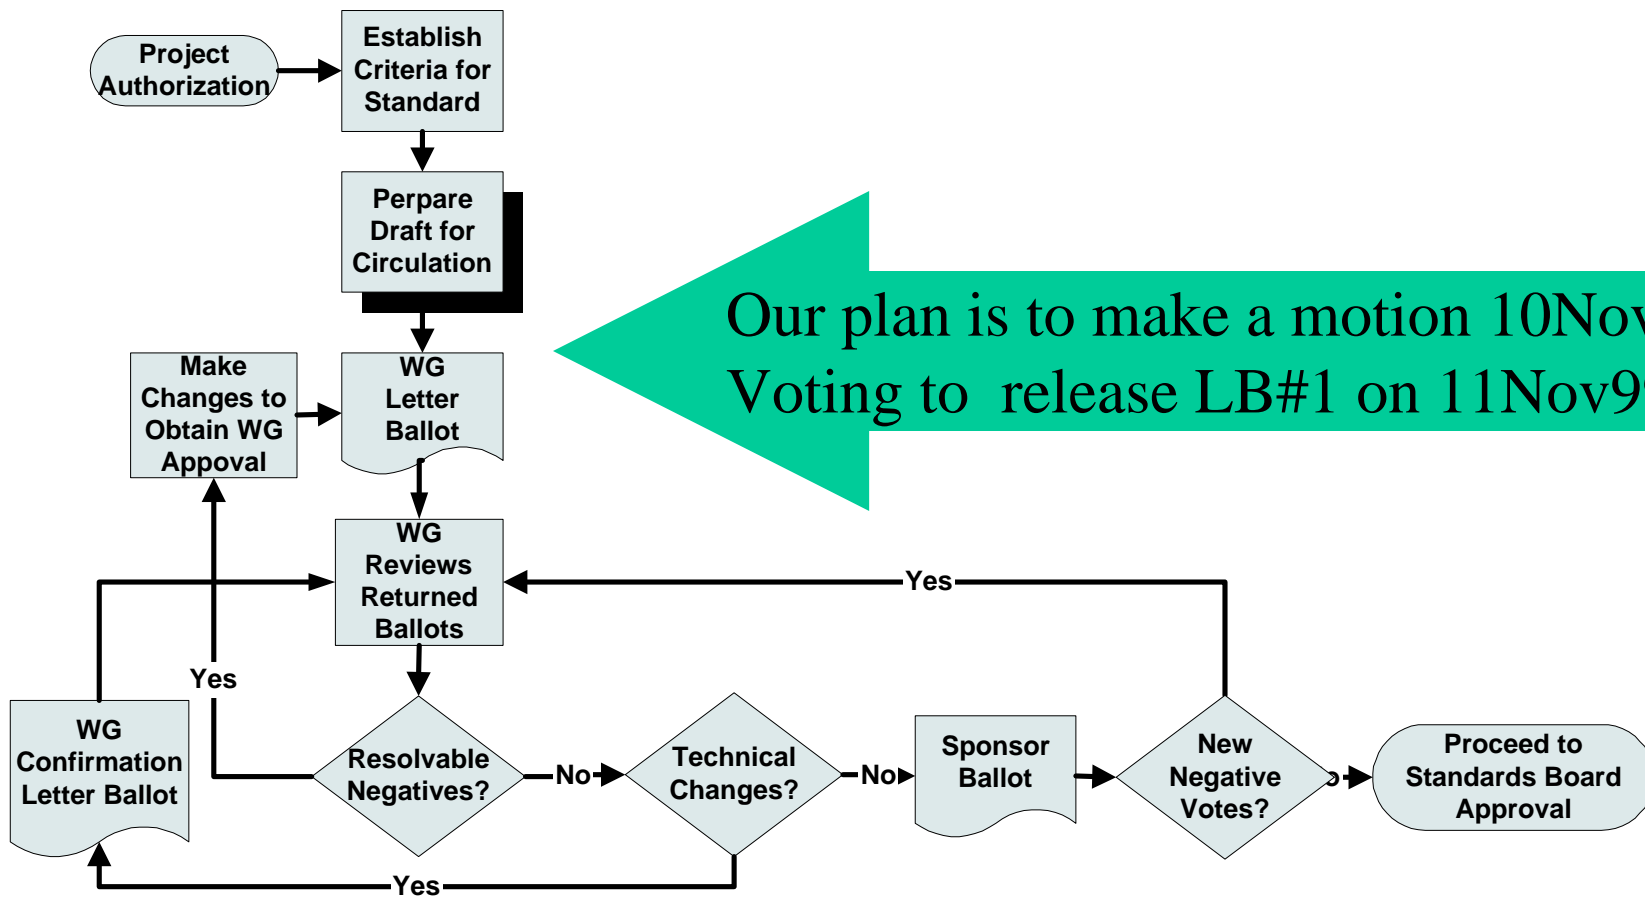 Project
Authorization
Establish
Criteria for
Standard
Perpare
Draft for
Circulation
Our plan is to make a motion 10Nov
Voting to  release LB#1 on 11Nov9
Make
Changes to
Obtain WG
Appoval
WG
Letter
Ballot
WG
Reviews
Returned
Ballots
Yes
Yes
WG
Confirmation
Letter Ballot
Resolvable
Negatives?
No
Technical
Changes?
No
Sponsor
Ballot
New
Negative
Votes?
Proceed to
Standards Board
Approval
Yes